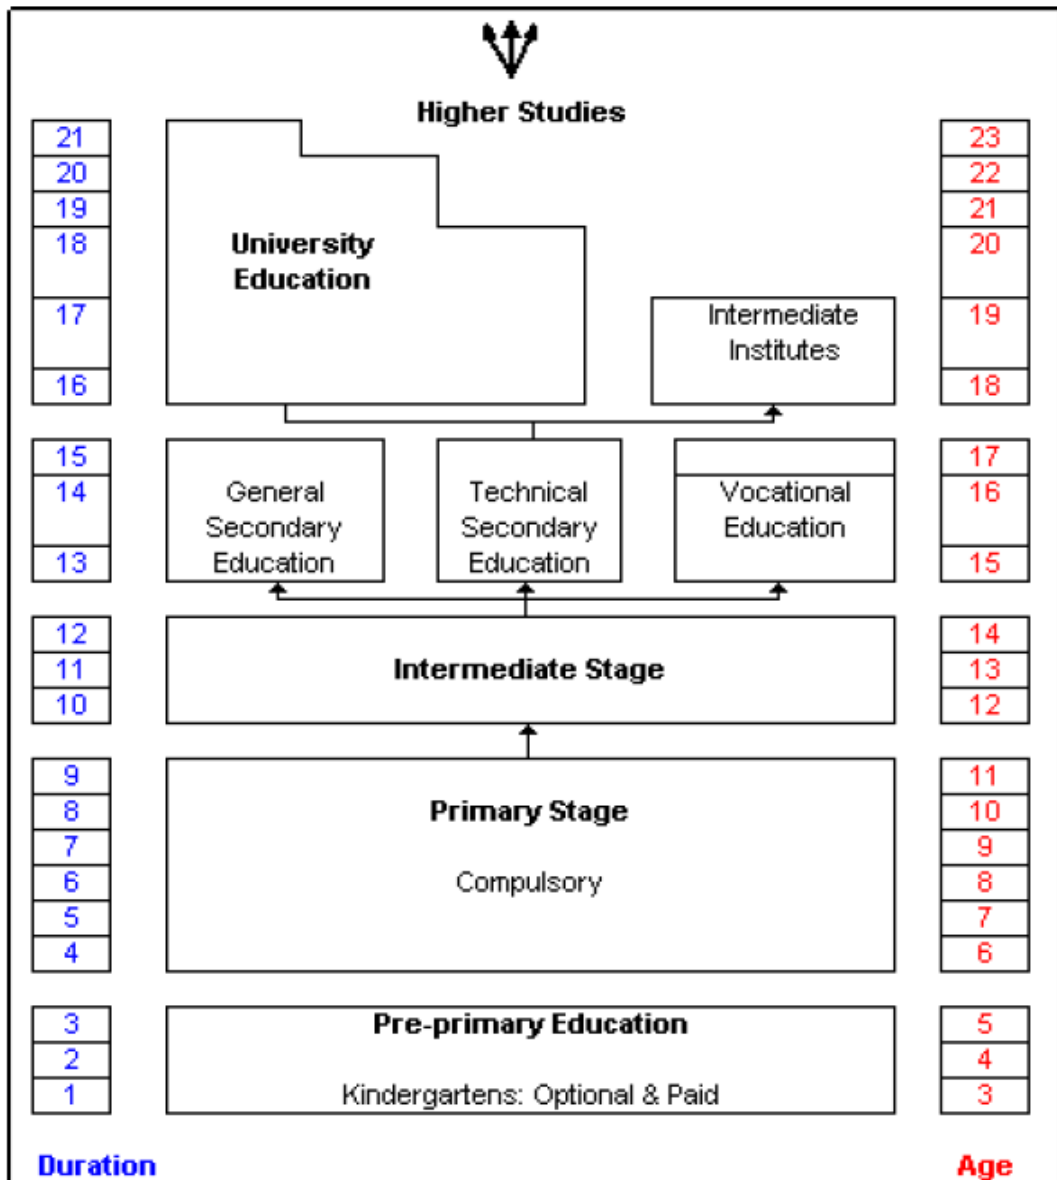 Higher Studies
21 23
20 22
19 21
18 University 20
Education
17 Intermediate 19
Institutes
16 18
15 17
14 General Technical Vocational 16
Secondary Secondary Education
13 Education Education 15
12 14
11 Intermediate Stage 13
10 12
9 11
8 Primary Stage 10
7 9
6 Compulsory 8
5 7
4 6
3 Pre-primary Education 5
2 4
1 Kindergartens: Optional & Paid 3
Duration Age